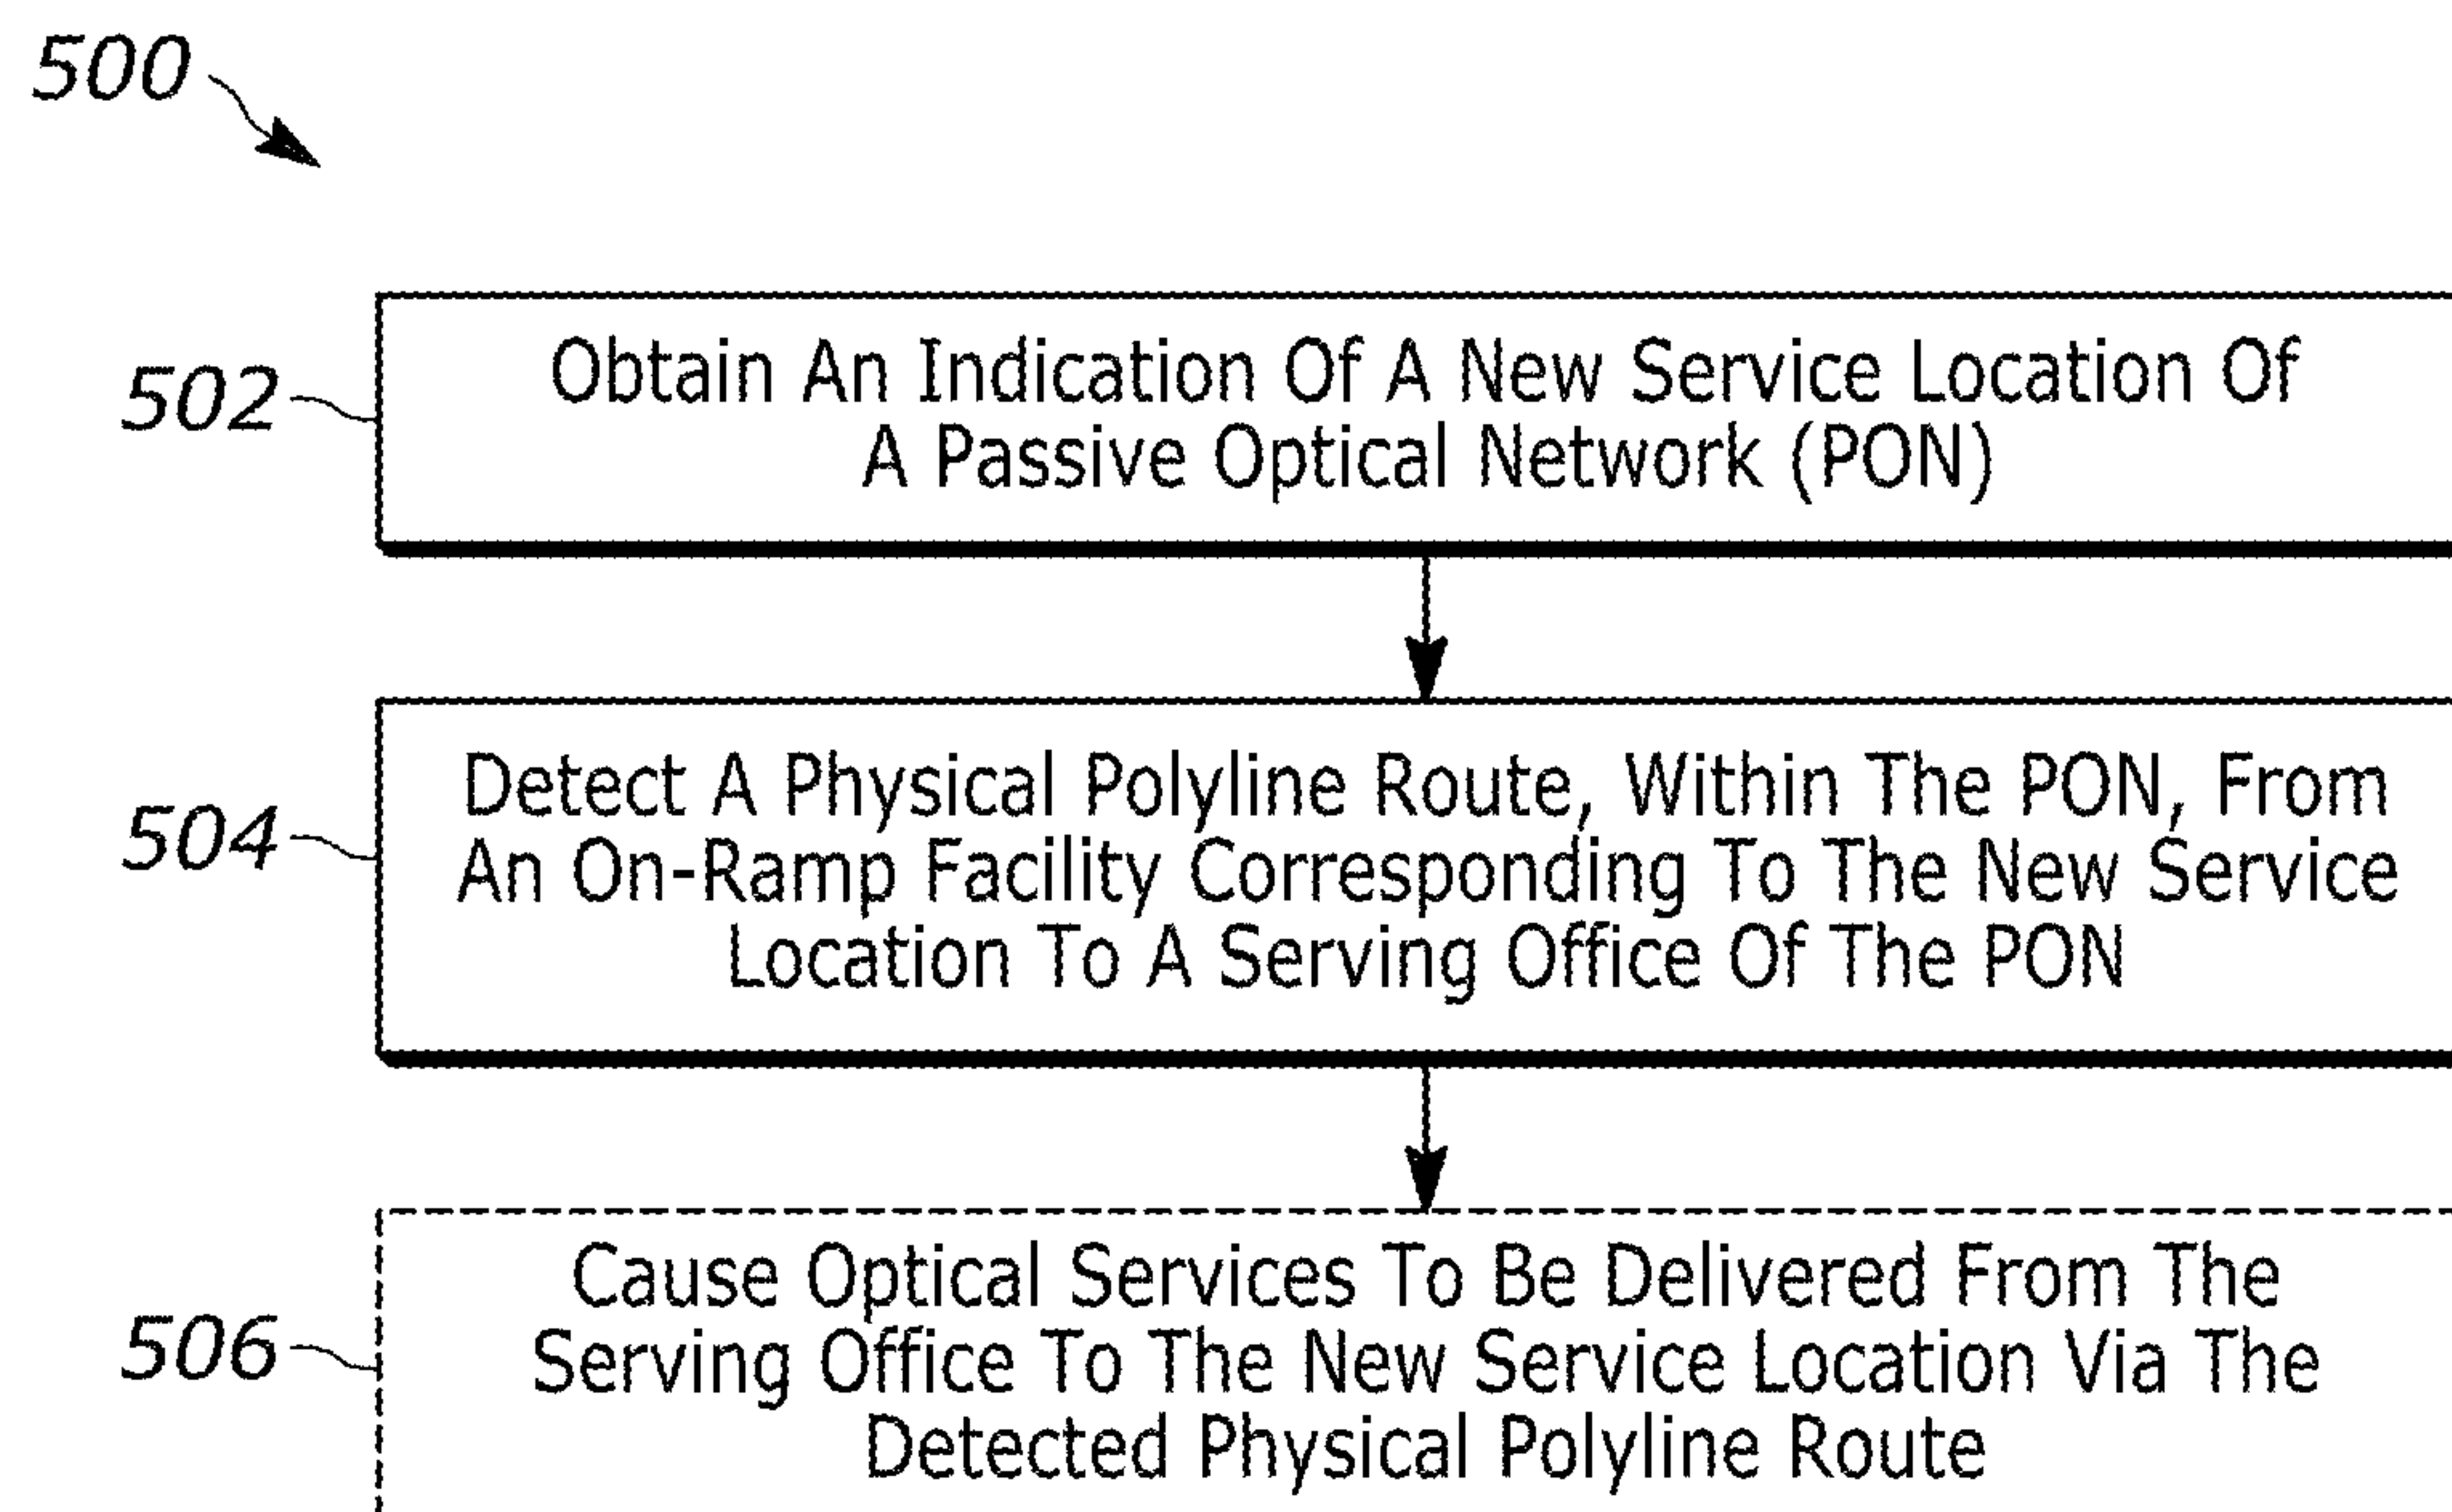 500
502
Obtain An Indication Of A New Service Location Of
A Passive Optical Network (PON)
504
Detect A Physical Polyline Route, Within The PON, From
An On-Ramp Facility Corresponding To The New Service
Location To A Serving Office Of The PON
506
Cause Optical Services To Be Delivered From The
Serving Office To The New Service Location Via The
Detected Physical Polyline Route